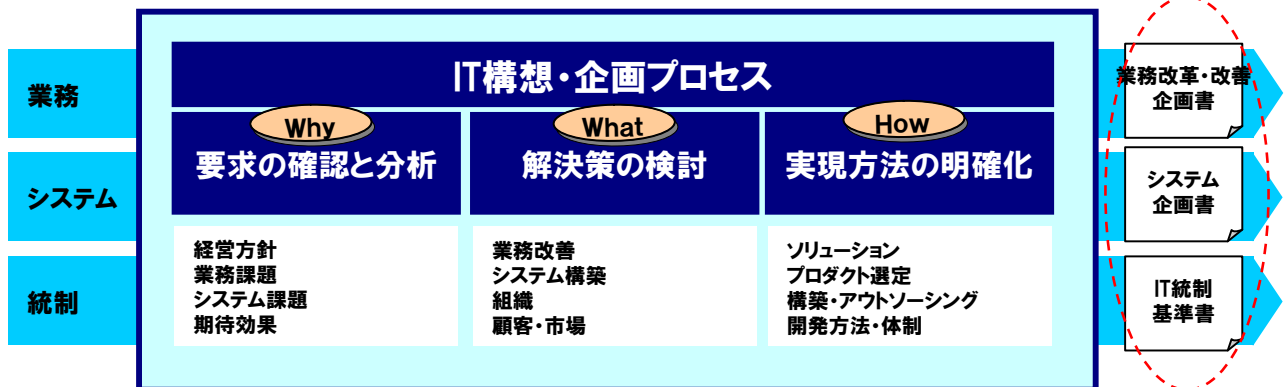 業務
システム
統制
IT構想・企画プロセス
Why
要求の確認と分析
経営方針
業務課題
システム課題
期待効果
What
解決策の検討
業務改善
システム構築
組織
顧客・市場
How
実現方法の明確化
ソリューション
プロダクト選定
構築・アウトソーシング
開発方法・体制
業務改革・改善
企画書
システム
企画書
IT統制
基準書